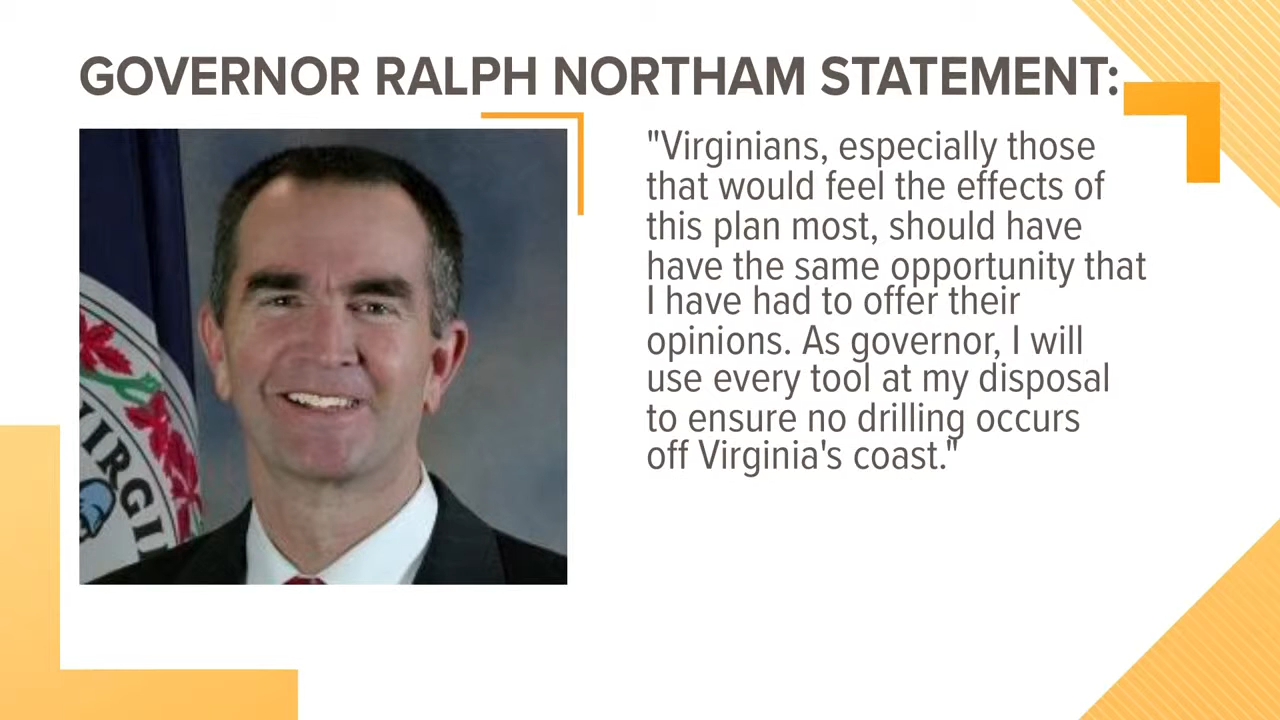 GOVERNOR RALPH NORTHAM STATEMENT:
"Virginians, especially those
that would feel the effects of
this plan most, should have
have the same opportunity that
I have had to offer their
opinions. As governor, I will
use every tool at my disposal
to ensure no drilling occurs
off Virginia's coast."
VIRGINI